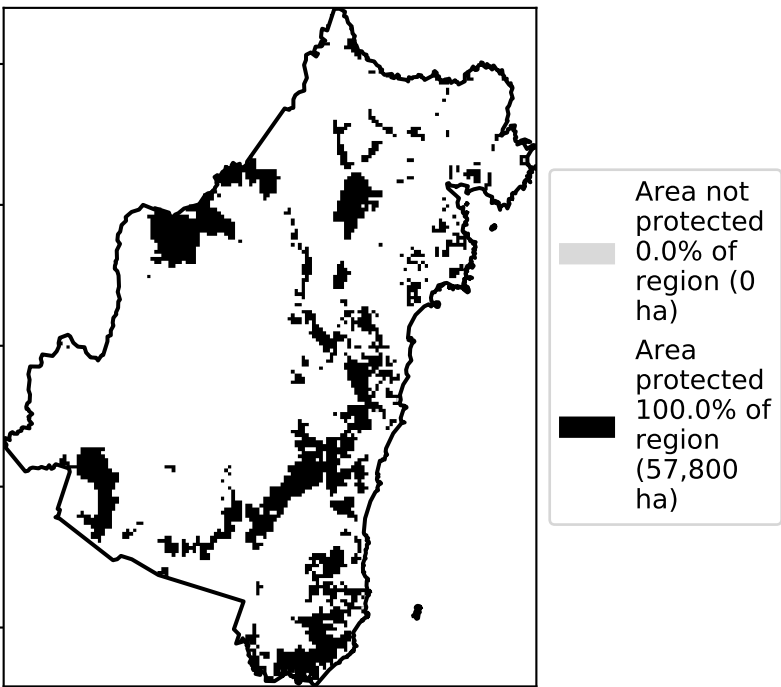 Area not
protected
0.0% of
region (0
ha)
Area
protected
100.0% of
region
(57,800
ha)